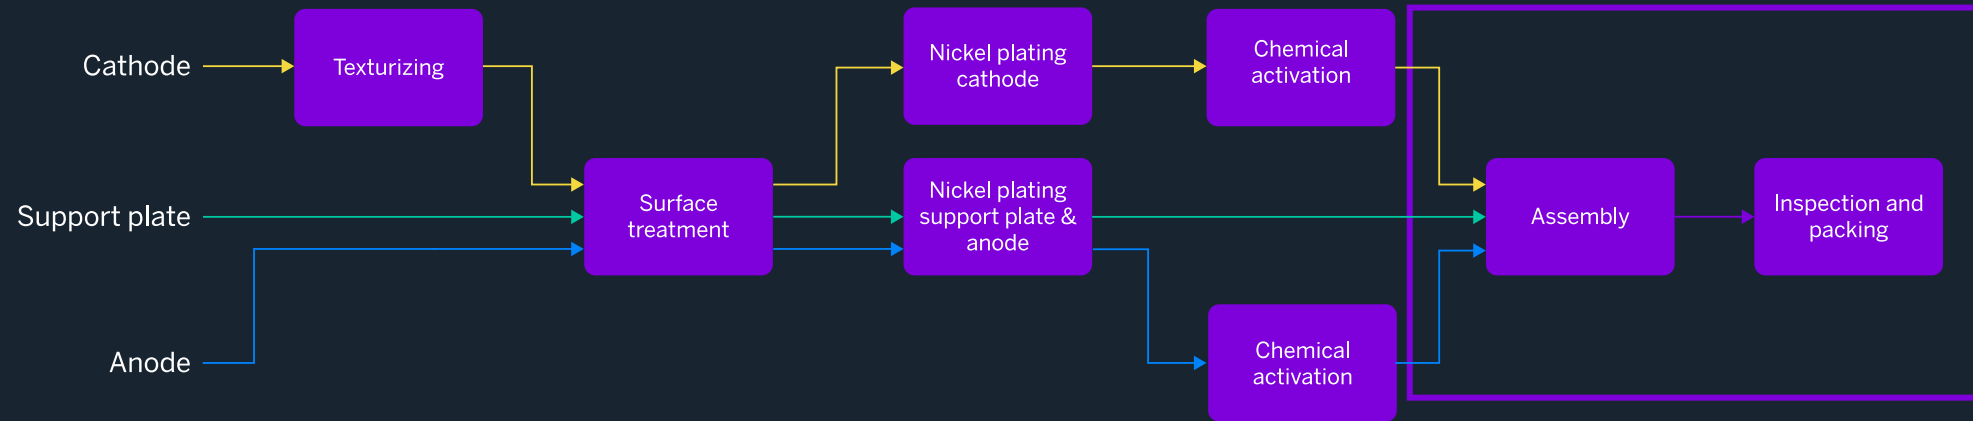 Cathode
Texturizing
Nickel plating
cathode
Chemical
activation
Support plate
Surface
treatment
Nickel plating
support plate &
anode
Assembly
Inspection and
packing
Anode
Chemical
activation